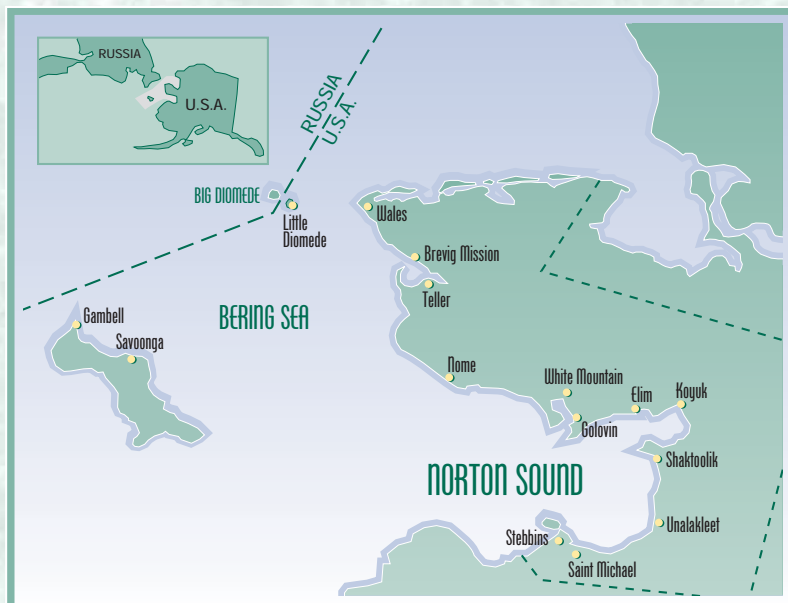 RUSSIA
U.S.A.
RUSSIA
U.S.A.
BIG DIOMEDE
Little
Diomede
Wales
Brevig Mission
Teller
BERING SEA
Gambell
Savoonga
Nome
White Mountain
Elim
Koyuk
Golovin
Shaktoolik
NORTON SOUND
Unalakleet
Stebbins
Saint Michael